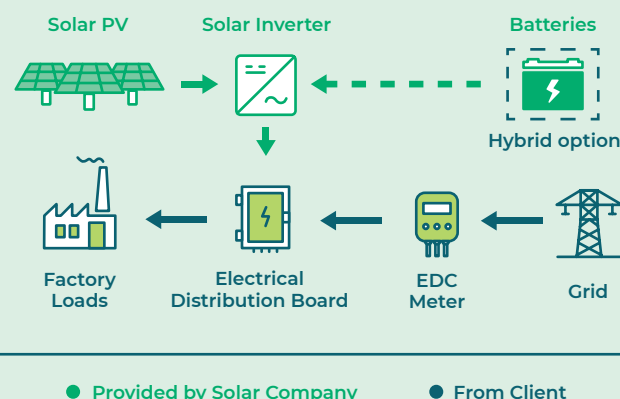 Solar PV
Solar Inverter
Batteries
Hybrid option
Factory
Loads
Electrical
Distribution Board
EDC
Meter
Grid
Provided by Solar Company
From Client